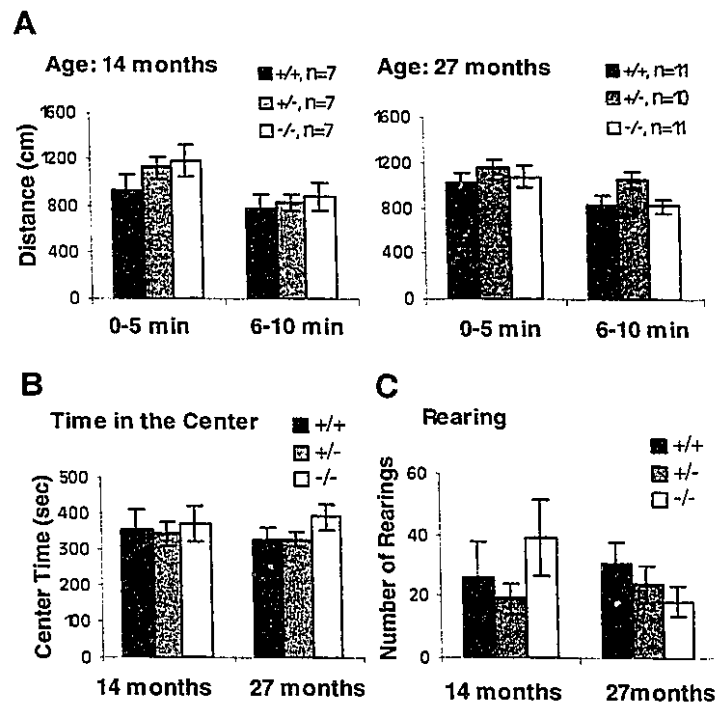 A
Age: 14 months
+/+, n=7
+/-, n=7
-/-, n=7
Distance (cm)
1600
1200
800
400
0
0-5 min
6-10 min
Age: 27 months
+/+, n=11
+/-, n=10
-/-, n=11
1600
1200
800
400
0
0-5 min
6-10 min
B
Time in the Center
+/+
+/-
-/-
Center Time (sec)
500
400
300
200
100
0
14 months
27 months
C
Rearing
+/+
+/-
-/-
Number of Rearings
60
40
20
0
14 months
27months